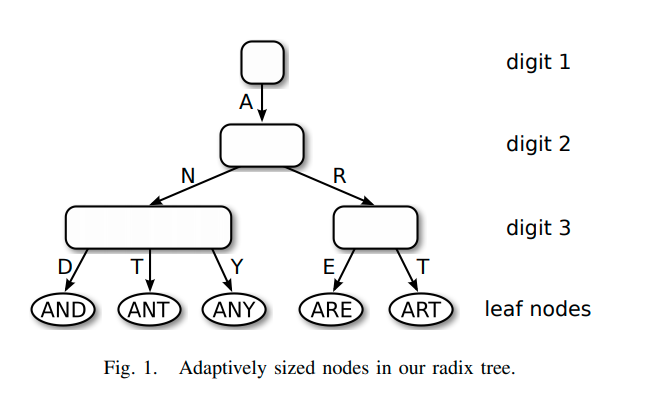 digit 1
A
digit 2
N R
digit 3
D T Y E T
AND ANT ANY ARE ART leaf nodes
Fig. 1. Adaptively sized nodes in our radix tree.